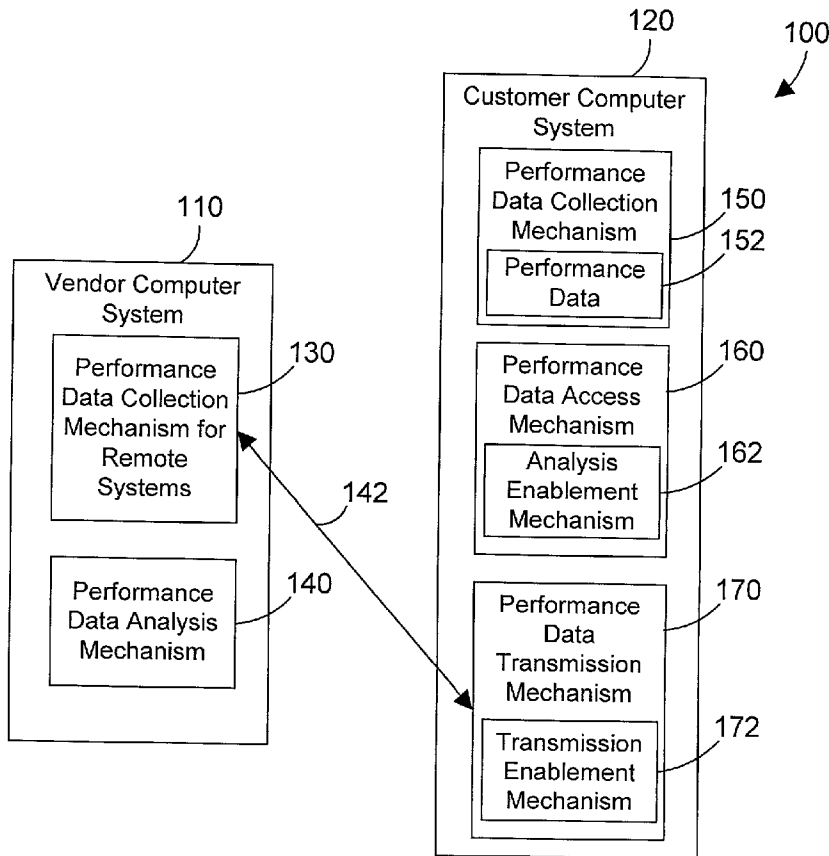 100
120
Customer Computer
System
Performance
Data Collection
Mechanism
150
152
Performance
Data
110
Vendor Computer
System
130
Performance
Data Collection
Mechanism for
Remote
Systems
160
Performance
Data Access
Mechanism
162
Analysis
Enablement
Mechanism
142
140
Performance
Data Analysis
Mechanism
170
Performance
Data
Transmission
Mechanism
172
Transmission
Enablement
Mechanism